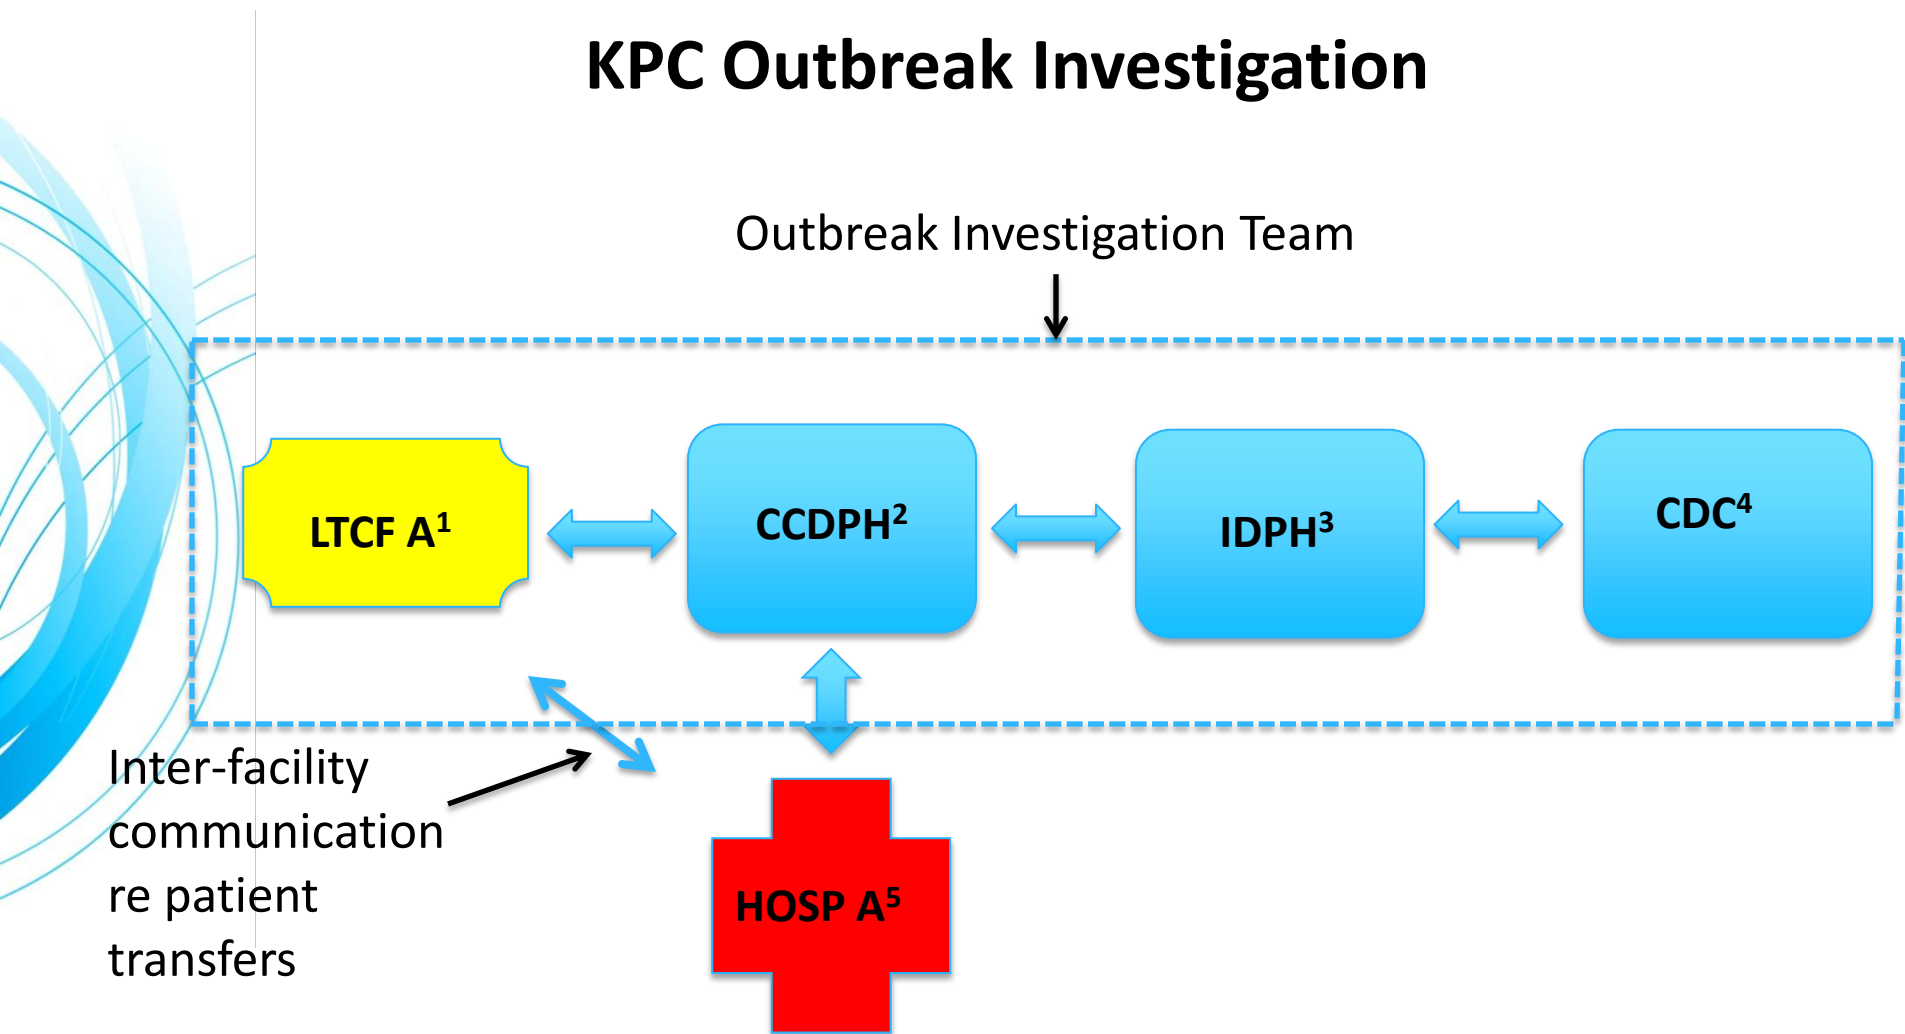 KPC Outbreak Investigation
Outbreak Investigation Team
LTCF A¹
CCDPH²
IDPH³
CDC⁴
Inter-facility
communication
re patient
transfers
HOSP A⁵